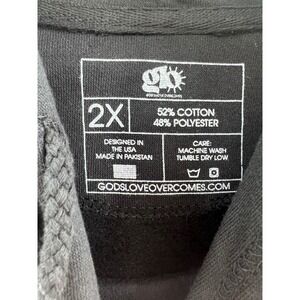 glo
2X
52% COTTON
48% POLYESTER
DESIGNED IN
THE USA
MADE IN PAKISTAN
CARE:
MACHINE WASH
TUMBLE DRY LOW
GODSLOVEOVERCOMES.COM